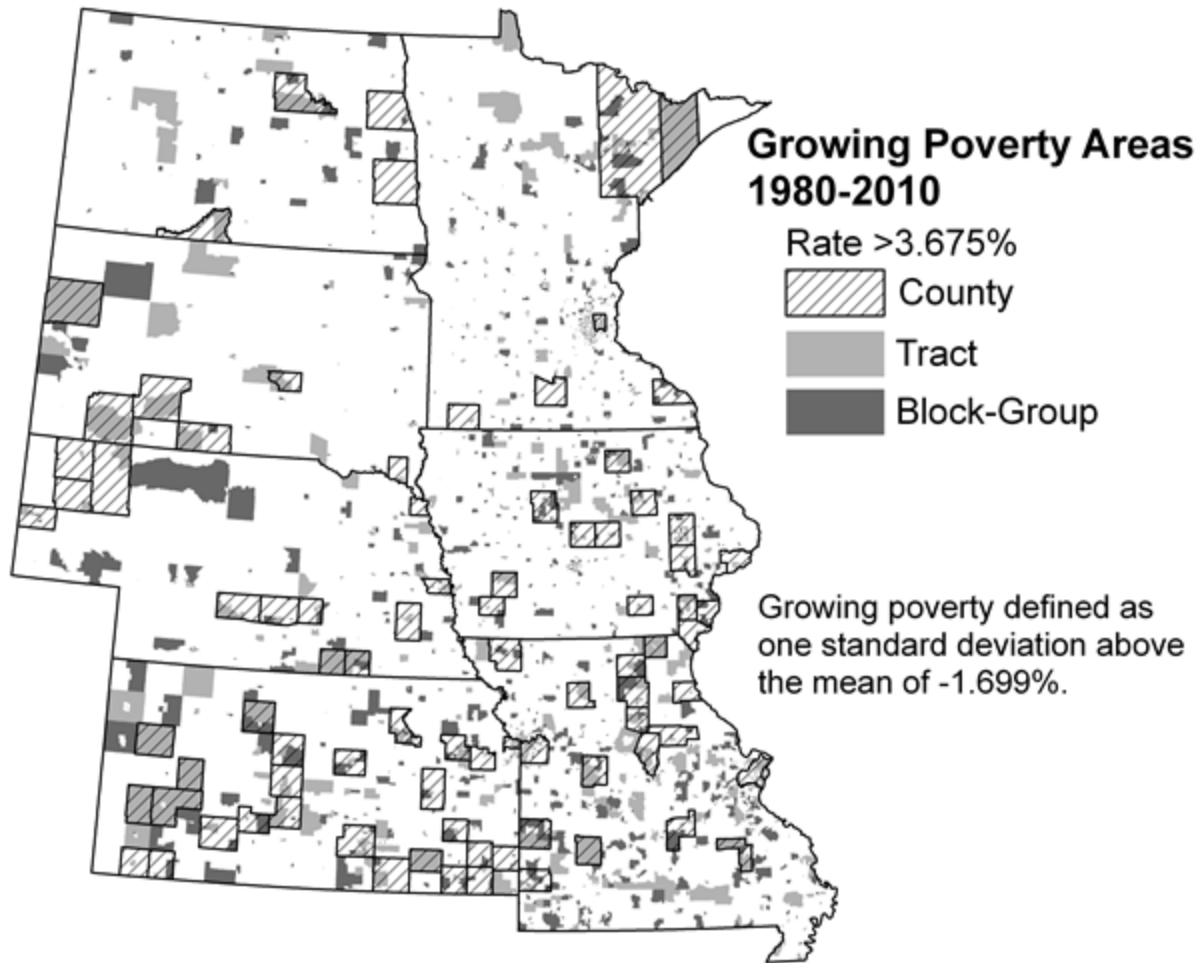 Growing Poverty Areas
1980-2010
Rate >3.675%
County
Tract
Block-Group
Growing poverty defined as
one standard deviation above
the mean of -1.699%.